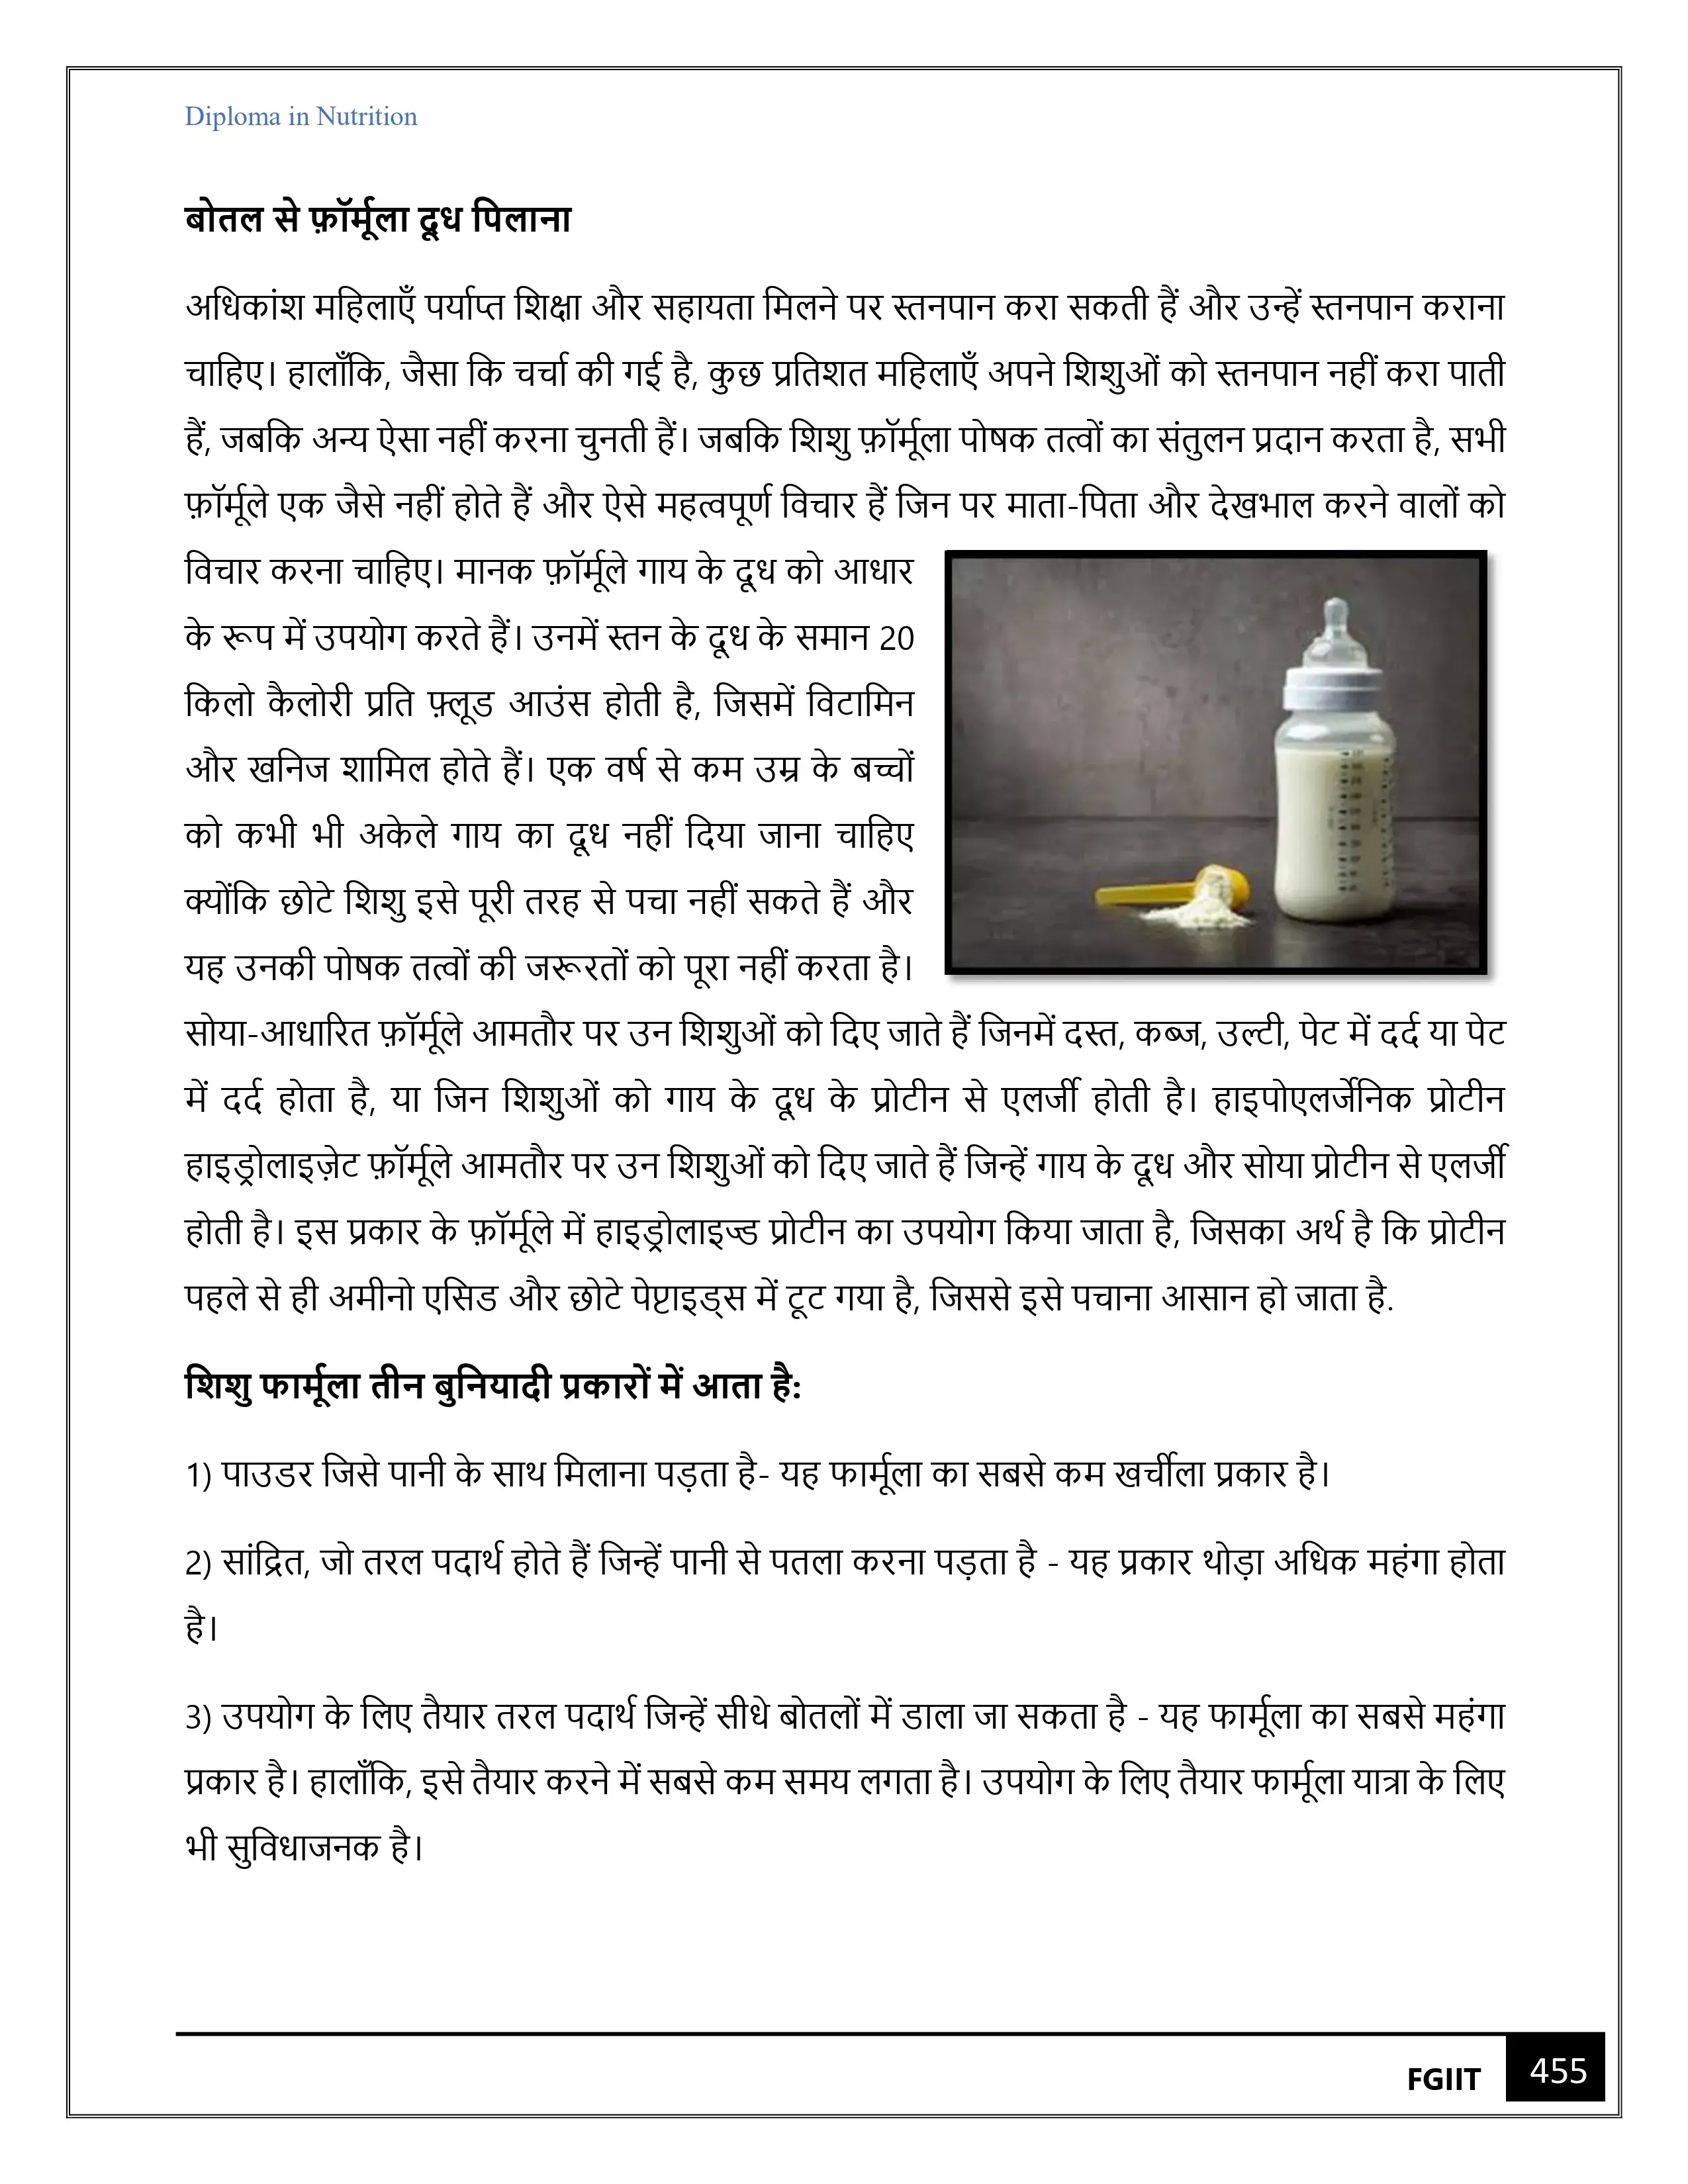 Diploma in Nutrition
बोतल से फ़ॉर्मूला दूध पिलाना
अधिकांश महिलाएँ पर्याप्त शिक्षा और सहायता मिलने पर स्तनपान करा सकती हैं और उन्हें स्तनपान कराना
चाहिए। हालाँकि, जैसा कि चर्चा की गई है, कुछ प्रतिशत महिलाएँ अपने शिशुओं को स्तनपान नहीं करा पाती
हैं, जबकि अन्य ऐसा नहीं करना चुनती हैं। जबकि शिशु फ़ॉर्मूला पोषक तत्वों का संतुलन प्रदान करता है, सभी
फ़ॉर्मूले एक जैसे नहीं होते हैं और ऐसे महत्वपूर्ण विचार हैं जिन पर माता-पिता और देखभाल करने वालों को
विचार करना चाहिए। मानक फ़ॉर्मूले गाय के दूध को आधार
के रूप में उपयोग करते हैं। उनमें स्तन के दूध के समान 20
किलो कैलोरी प्रति फ़्लूड आउंस होती है, जिसमें विटामिन
और खनिज शामिल होते हैं। एक वर्ष से कम उम्र के बच्चों
को कभी भी अकेले गाय का दूध नहीं दिया जाना चाहिए
क्योंकि छोटे शिशु इसे पूरी तरह से पचा नहीं सकते हैं और
यह उनकी पोषक तत्वों की जरूरतों को पूरा नहीं करता है।
सोया-आधारित फ़ॉर्मूले आमतौर पर उन शिशुओं को दिए जाते हैं जिनमें दस्त, कब्ज, उल्टी, पेट में दर्द या पेट
में दर्द होता है, या जिन शिशुओं को गाय के दूध के प्रोटीन से एलर्जी होती है। हाइपोएलर्जेनिक प्रोटीन
हाइड्रोलाइज़ेट फ़ॉर्मूले आमतौर पर उन शिशुओं को दिए जाते हैं जिन्हें गाय के दूध और सोया प्रोटीन से एलर्जी
होती है। इस प्रकार के फ़ॉर्मूले में हाइड्रोलाइज्ड प्रोटीन का उपयोग किया जाता है, जिसका अर्थ है कि प्रोटीन
पहले से ही अमीनो एसिड और छोटे पेप्टाइड्स में टूट गया है, जिससे इसे पचाना आसान हो जाता है.
शिशु फार्मूला तीन बुनियादी प्रकारों में आता है:
1) पाउडर जिसे पानी के साथ मिलाना पड़ता है- यह फार्मूला का सबसे कम खर्चीला प्रकार है।
2) सांद्रित, जो तरल पदार्थ होते हैं जिन्हें पानी से पतला करना पड़ता है - यह प्रकार थोड़ा अधिक महंगा होता
है।
3) उपयोग के लिए तैयार तरल पदार्थ जिन्हें सीधे बोतलों में डाला जा सकता है - यह फार्मूला का सबसे महंगा
प्रकार है। हालाँकि, इसे तैयार करने में सबसे कम समय लगता है। उपयोग के लिए तैयार फार्मूला यात्रा के लिए
भी सुविधाजनक है।
FGIIT 455